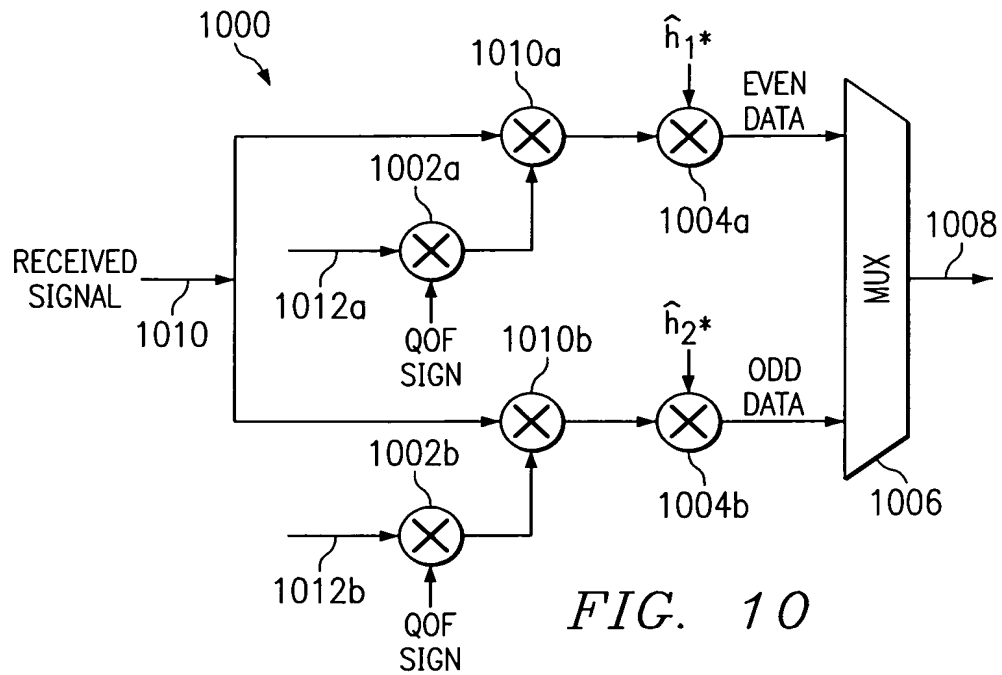 1000
1010a
ĥ1*
EVEN
DATA
1002a
1004a
1008
RECEIVED
SIGNAL
1010
1012a
QOF
SIGN
MUX
1010b
ĥ2*
ODD
DATA
1002b
1004b
1006
1012b
QOF
SIGN
FIG. 10